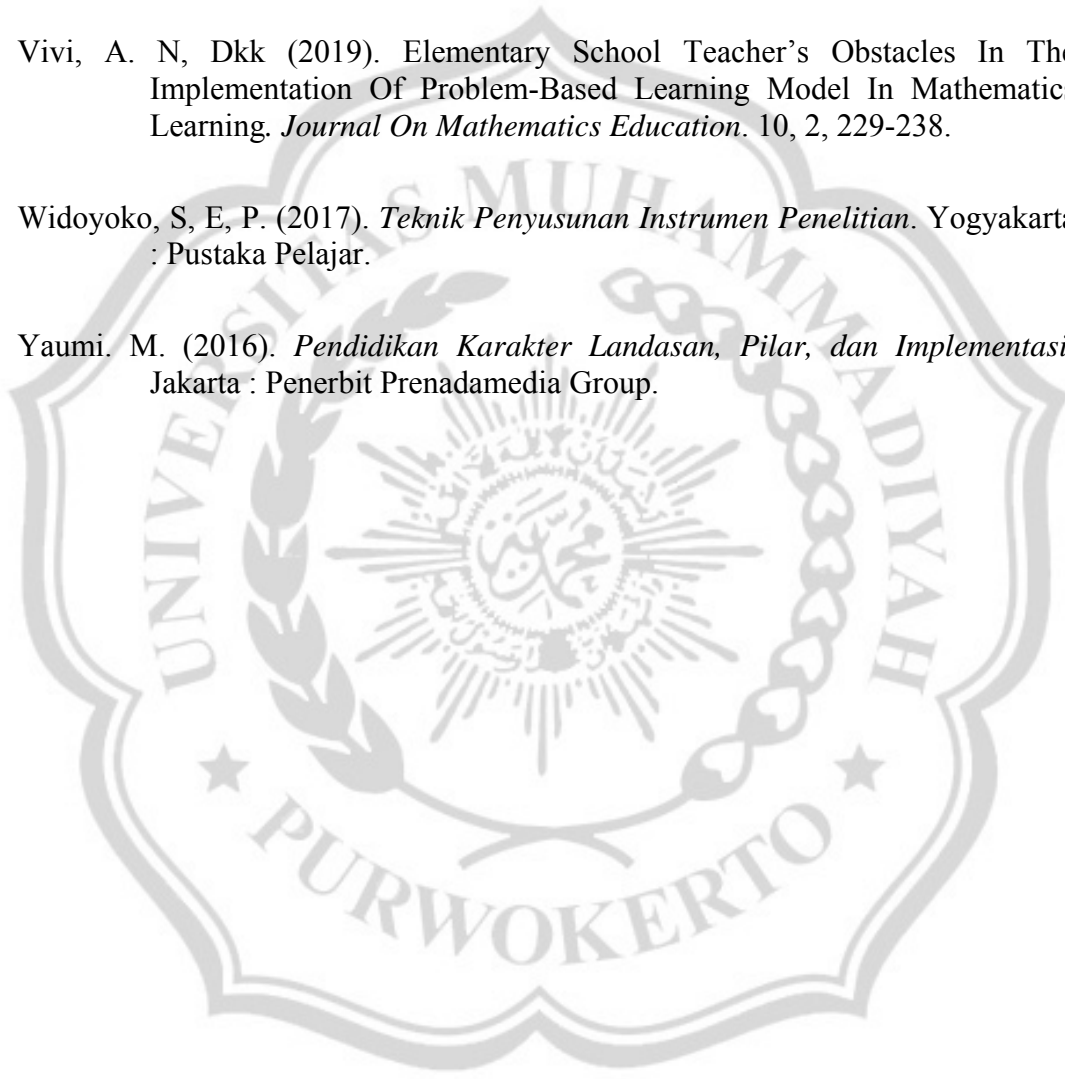 Vivi, A. N, Dkk (2019). Elementary School Teacher’s Obstacles In The
Implementation Of Problem-Based Learning Model In Mathematics
Learning. Journal On Mathematics Education. 10, 2, 229-238.
Widoyoko, S, E, P. (2017). Teknik Penyusunan Instrumen Penelitian. Yogyakarta
: Pustaka Pelajar.
Yaumi. M. (2016). Pendidikan Karakter Landasan, Pilar, dan Implementasi
Jakarta : Penerbit Prenadamedia Group.
UNIVERSITAS MUHAMMADIYAH
PURWOKERTO